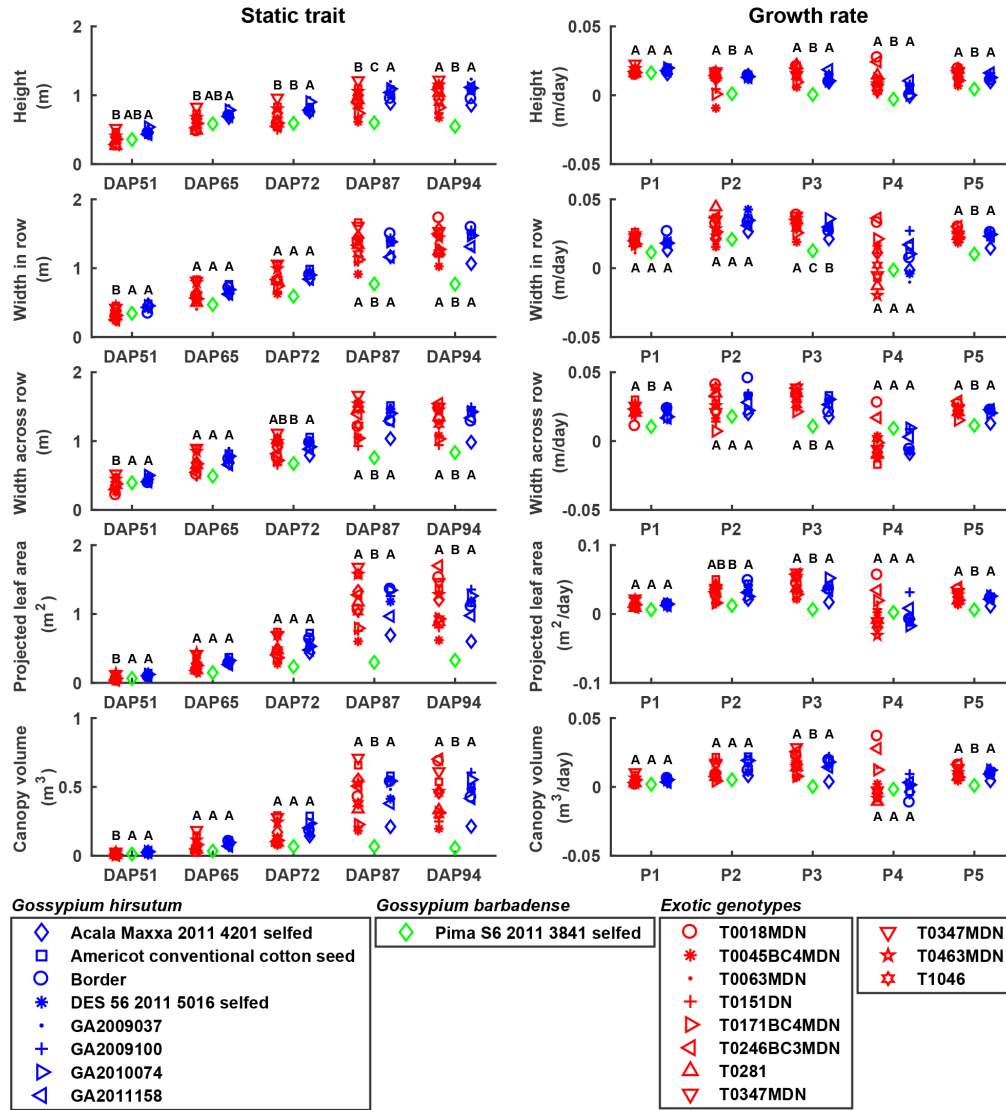 Static trait
Growth rate
Height
(m)
2
1
0
B AB A
B AB A
B B A
B C A
A B A
DAP51 DAP65 DAP72 DAP87 DAP94
Height
(m/day)
0.05
0
-0.05
A A A
A B A
A B A
A B A
A B A
P1 P2 P3 P4 P5
Width in row
(m)
2
1
0
B A A
A A A
A A A
A B A
A B A
DAP51 DAP65 DAP72 DAP87 DAP94
Width in row
(m/day)
0.05
0
-0.05
A A A
A A A
A C B
A A A
A B A
P1 P2 P3 P4 P5
Width across row
(m)
2
1
0
B A A
A A A
AB B A
A B A
A B A
DAP51 DAP65 DAP72 DAP87 DAP94
Width across row
(m/day)
0.05
0
-0.05
A B A
A A A
A B A
A A A
A B A
P1 P2 P3 P4 P5
Projected leaf area
(m²)
2
1
0
B A A
A A A
A A A
A B A
A B A
DAP51 DAP65 DAP72 DAP87 DAP94
Projected leaf area
(m²/day)
0.1
0
-0.1
A A A
AB B A
A B A
A A A
A B A
P1 P2 P3 P4 P5
Canopy volume
(m³)
1
0.5
0
B A A
A A A
A A A
A B A
A B A
DAP51 DAP65 DAP72 DAP87 DAP94
Canopy volume
(m³/day)
0.05
0
-0.05
A A A
A A A
A B A
A A A
A B A
P1 P2 P3 P4 P5
Gossypium hirsutum
Acala Maxxa 2011 4201 selfed
Americot conventional cotton seed
Border
DES 56 2011 5016 selfed
GA2009037
GA2009100
GA2010074
GA2011158
Gossypium barbadense
Pima S6 2011 3841 selfed
Exotic genotypes
T0018MDN
T0045BC4MDN
T0063MDN
T0151DN
T0171BC4MDN
T0246BC3MDN
T0281
T0347MDN
T0347MDN
T0463MDN
T1046